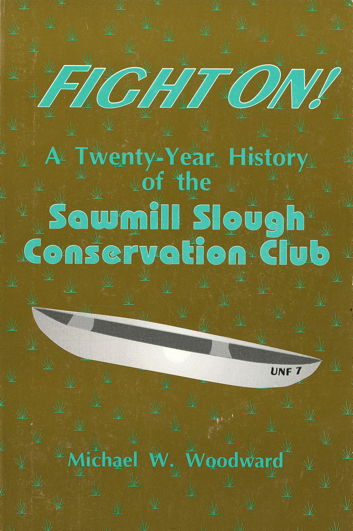 FIGHT ON!
A Twenty-Year History
of the
Sawmill Slough
Conservation Club
UNF 7
Michael W. Woodward